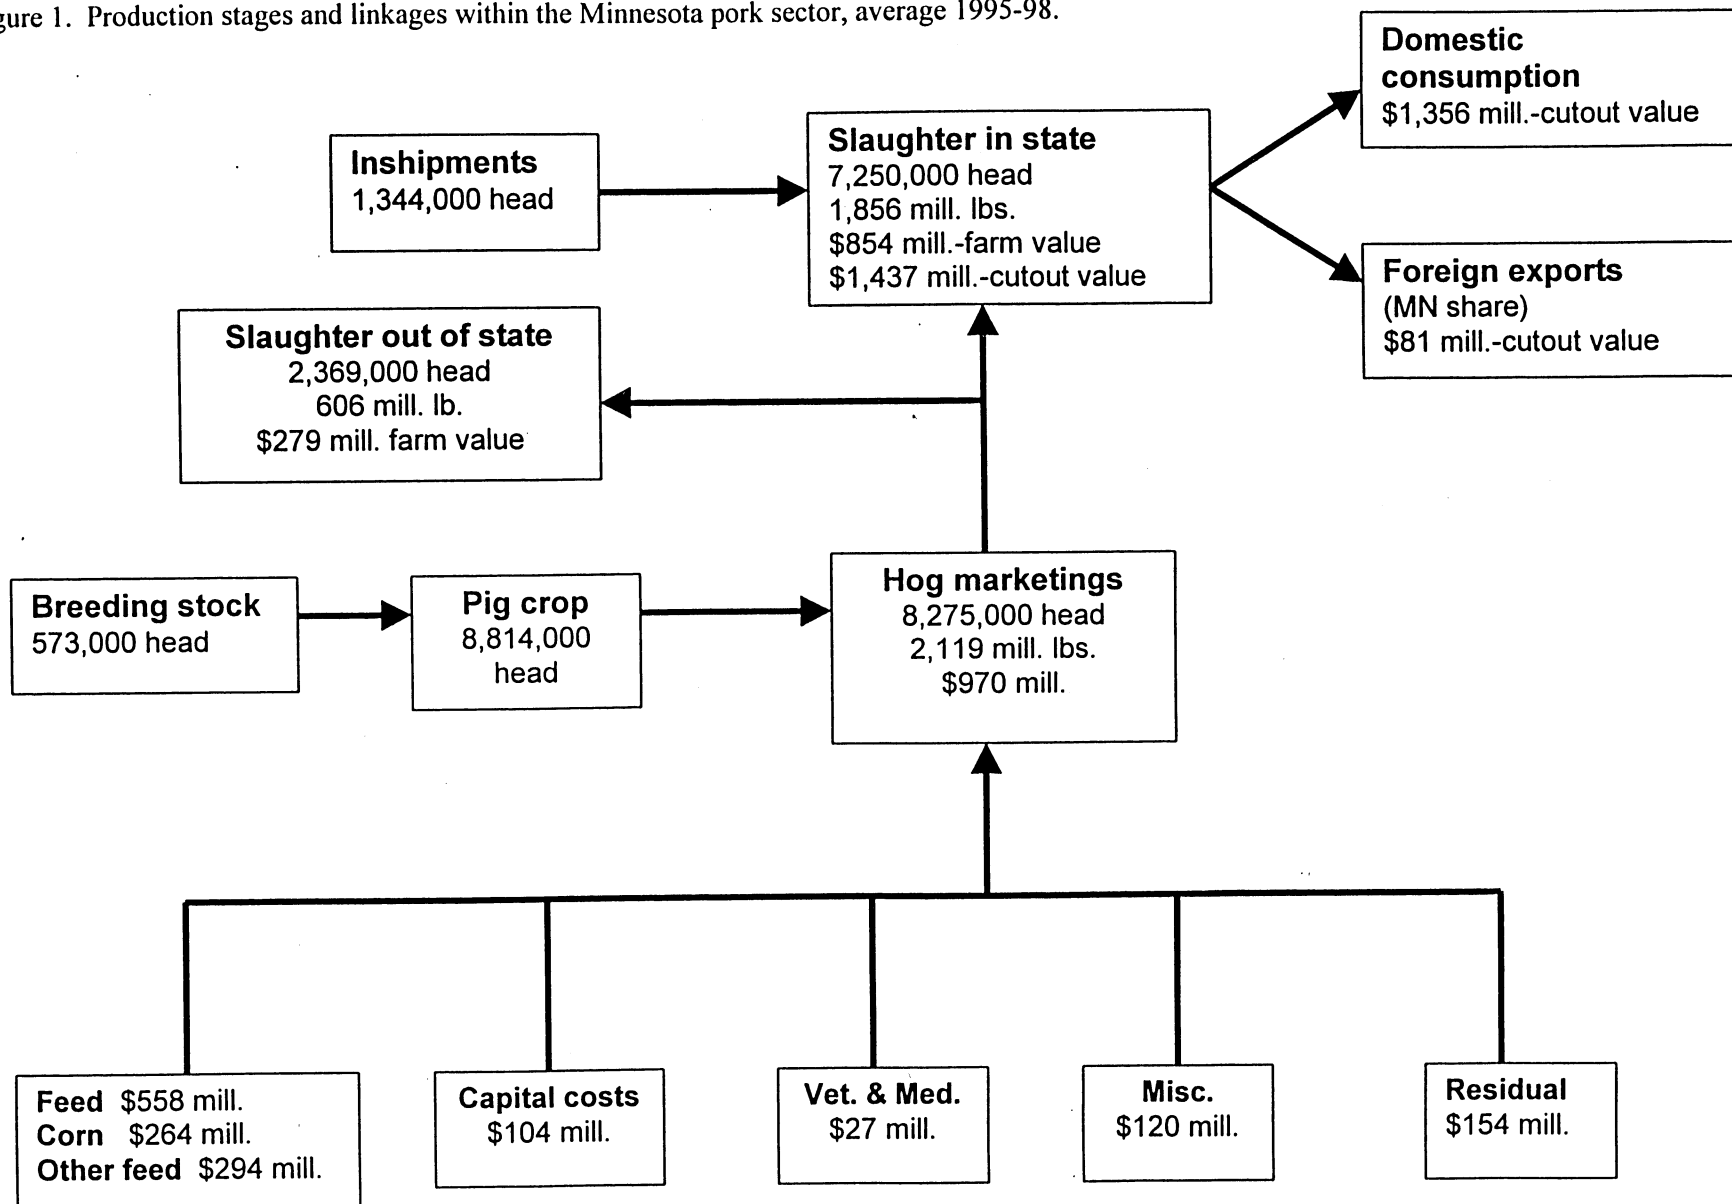 gure 1. Production stages and linkages within the Minnesota pork sector, average 1995-98.
Domestic
consumption
$1,356 mill.-cutout value
Slaughter in state
7,250,000 head
1,856 mill. lbs.
$854 mill.-farm value
$1,437 mill.-cutout value
Inshipments
1,344,000 head
Foreign exports
(MN share)
$81 mill.-cutout value
Slaughter out of state
2,369,000 head
606 mill. lb.
$279 mill. farm value
Breeding stock
573,000 head
Pig crop
8,814,000
head
Hog marketings
8,275,000 head
2,119 mill. lbs.
$970 mill.
Feed $558 mill.
Corn $264 mill.
Other feed $294 mill.
Capital costs
$104 mill.
Vet. & Med.
$27 mill.
Misc.
$120 mill.
Residual
$154 mill.